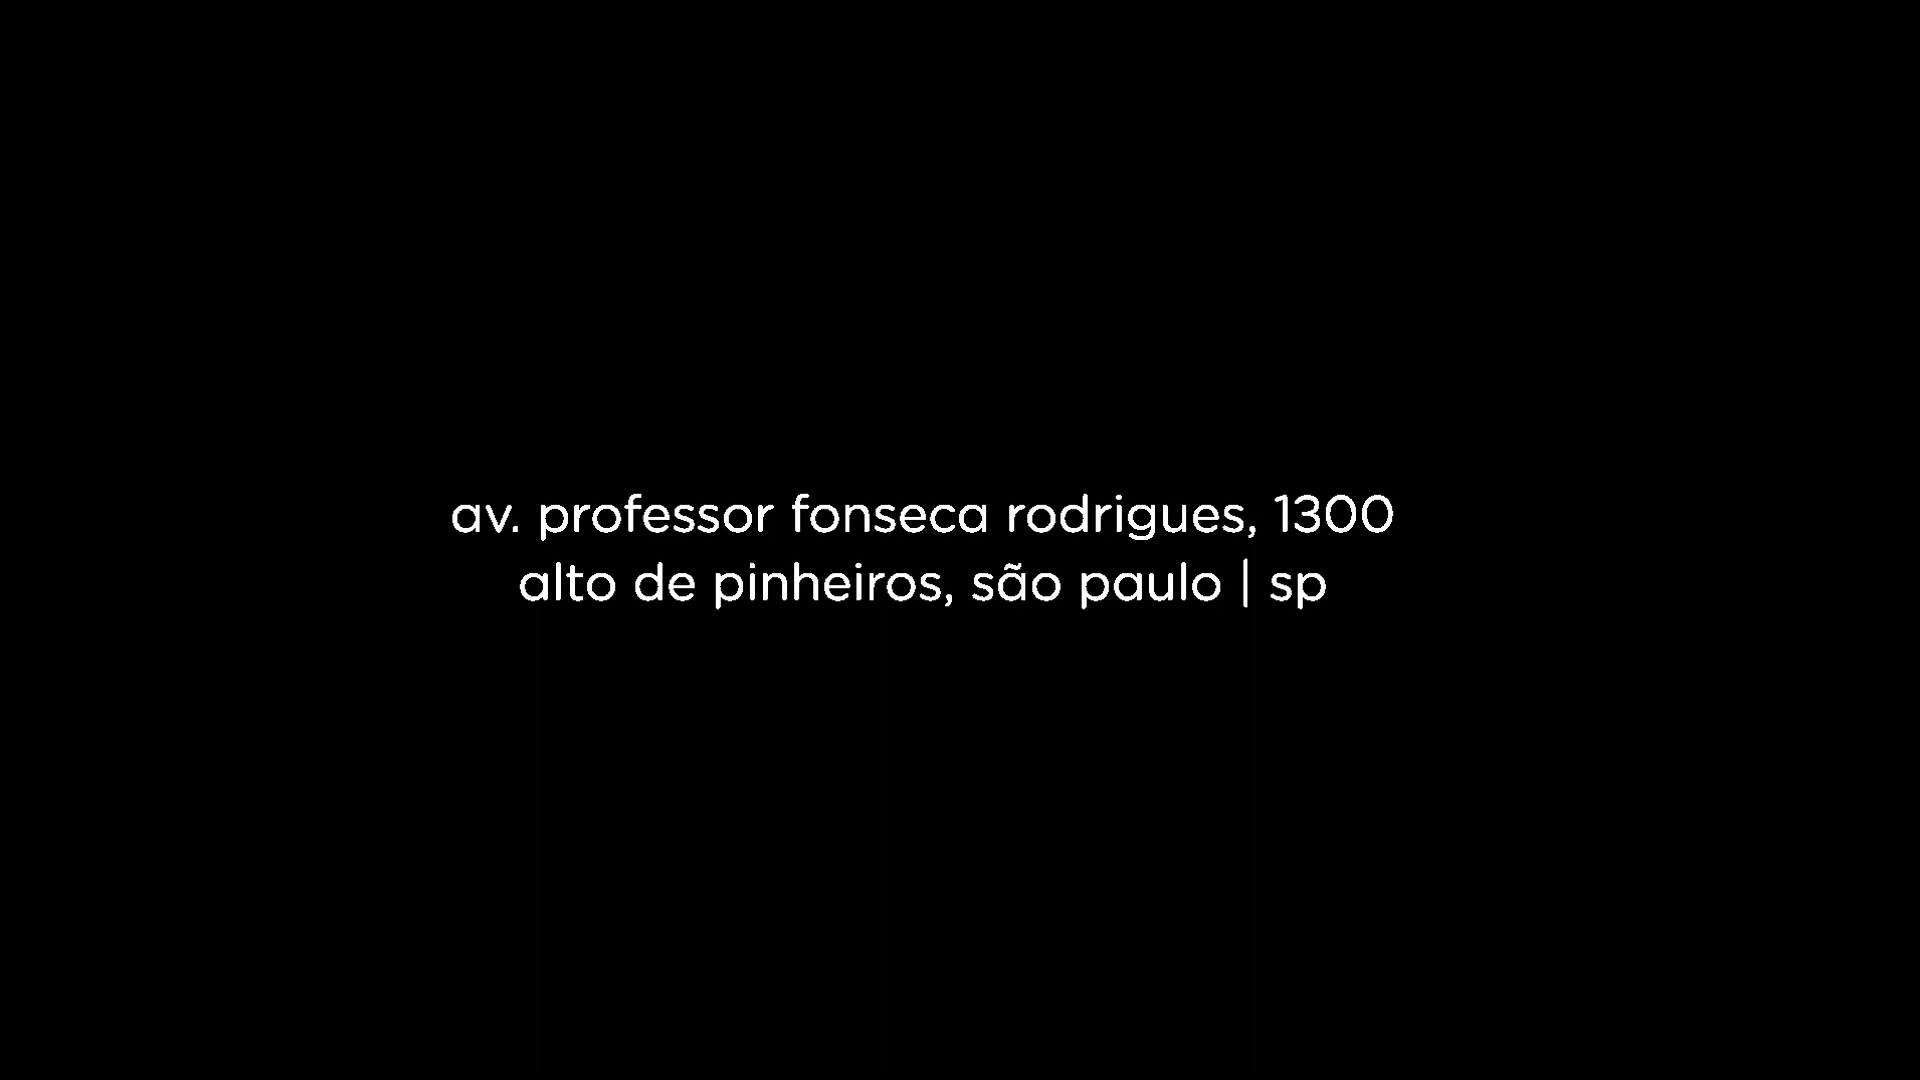 av. professor fonseca rodrigues, 1300
alto de pinheiros, são paulo | sp